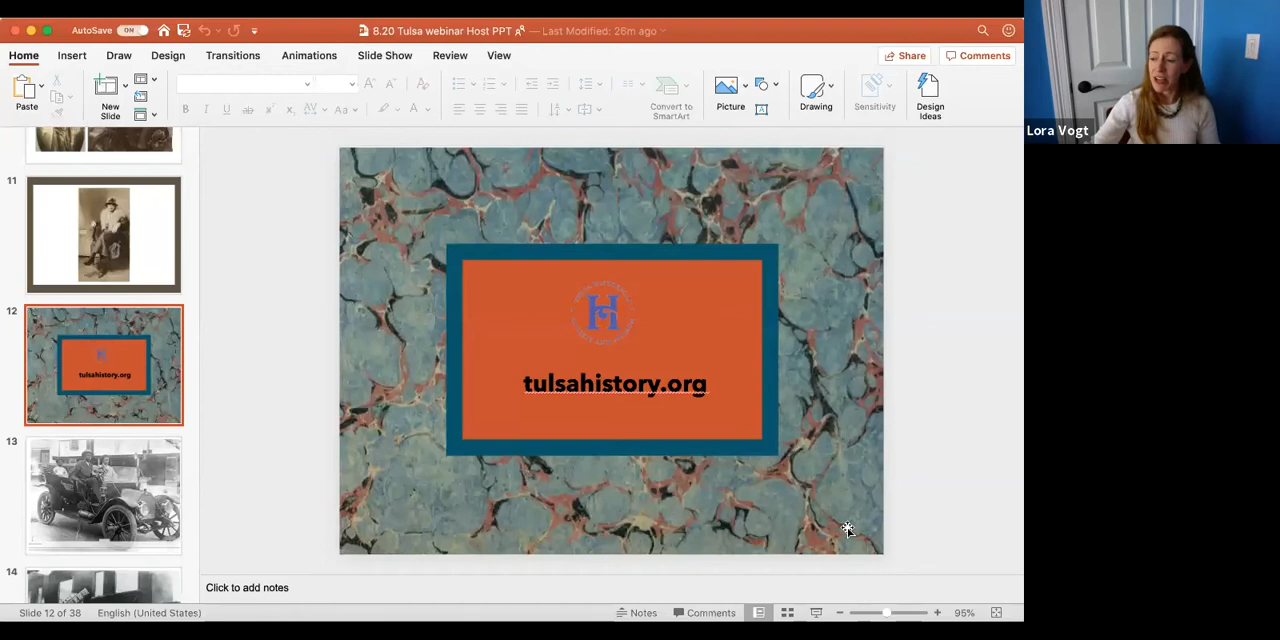 AutoSave ON
8.20 Tulsa webinar Host PPT — Last Modified: 26m ago
Home Insert Draw Design Transitions Animations Slide Show Review View
Share Comments
Paste
New Slide
B I U ab x Aa A
Convert to SmartArt
Picture
Drawing
Sensitivity
Design Ideas
Lora Vogt
11
12
tulsahistory.org
13
14
H
tulsahistory.org
Click to add notes
Slide 12 of 38 English (United States) Notes Comments 95%